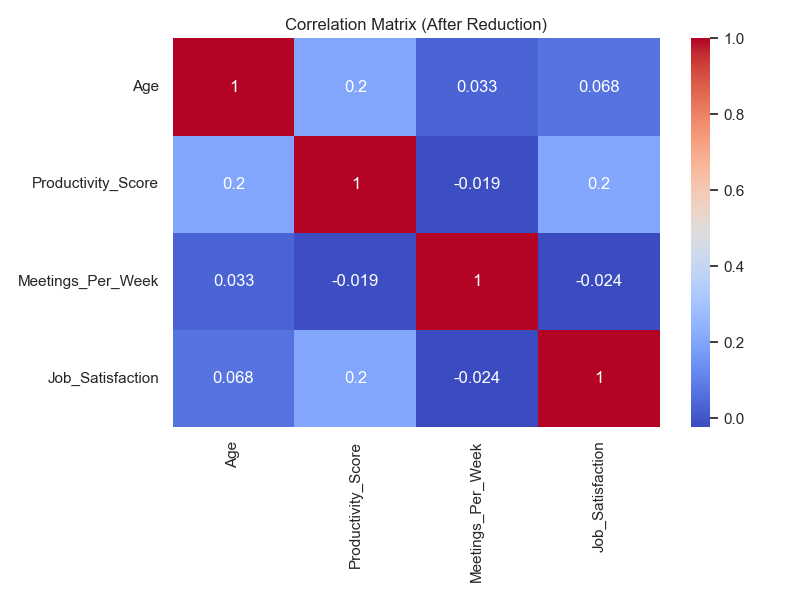 Correlation Matrix (After Reduction)
Age 1 0.2 0.033 0.068
Productivity_Score 0.2 1 -0.019 0.2
Meetings_Per_Week 0.033 -0.019 1 -0.024
Job_Satisfaction 0.068 0.2 -0.024 1
Age
Productivity_Score
Meetings_Per_Week
Job_Satisfaction
1.0
0.8
0.6
0.4
0.2
0.0